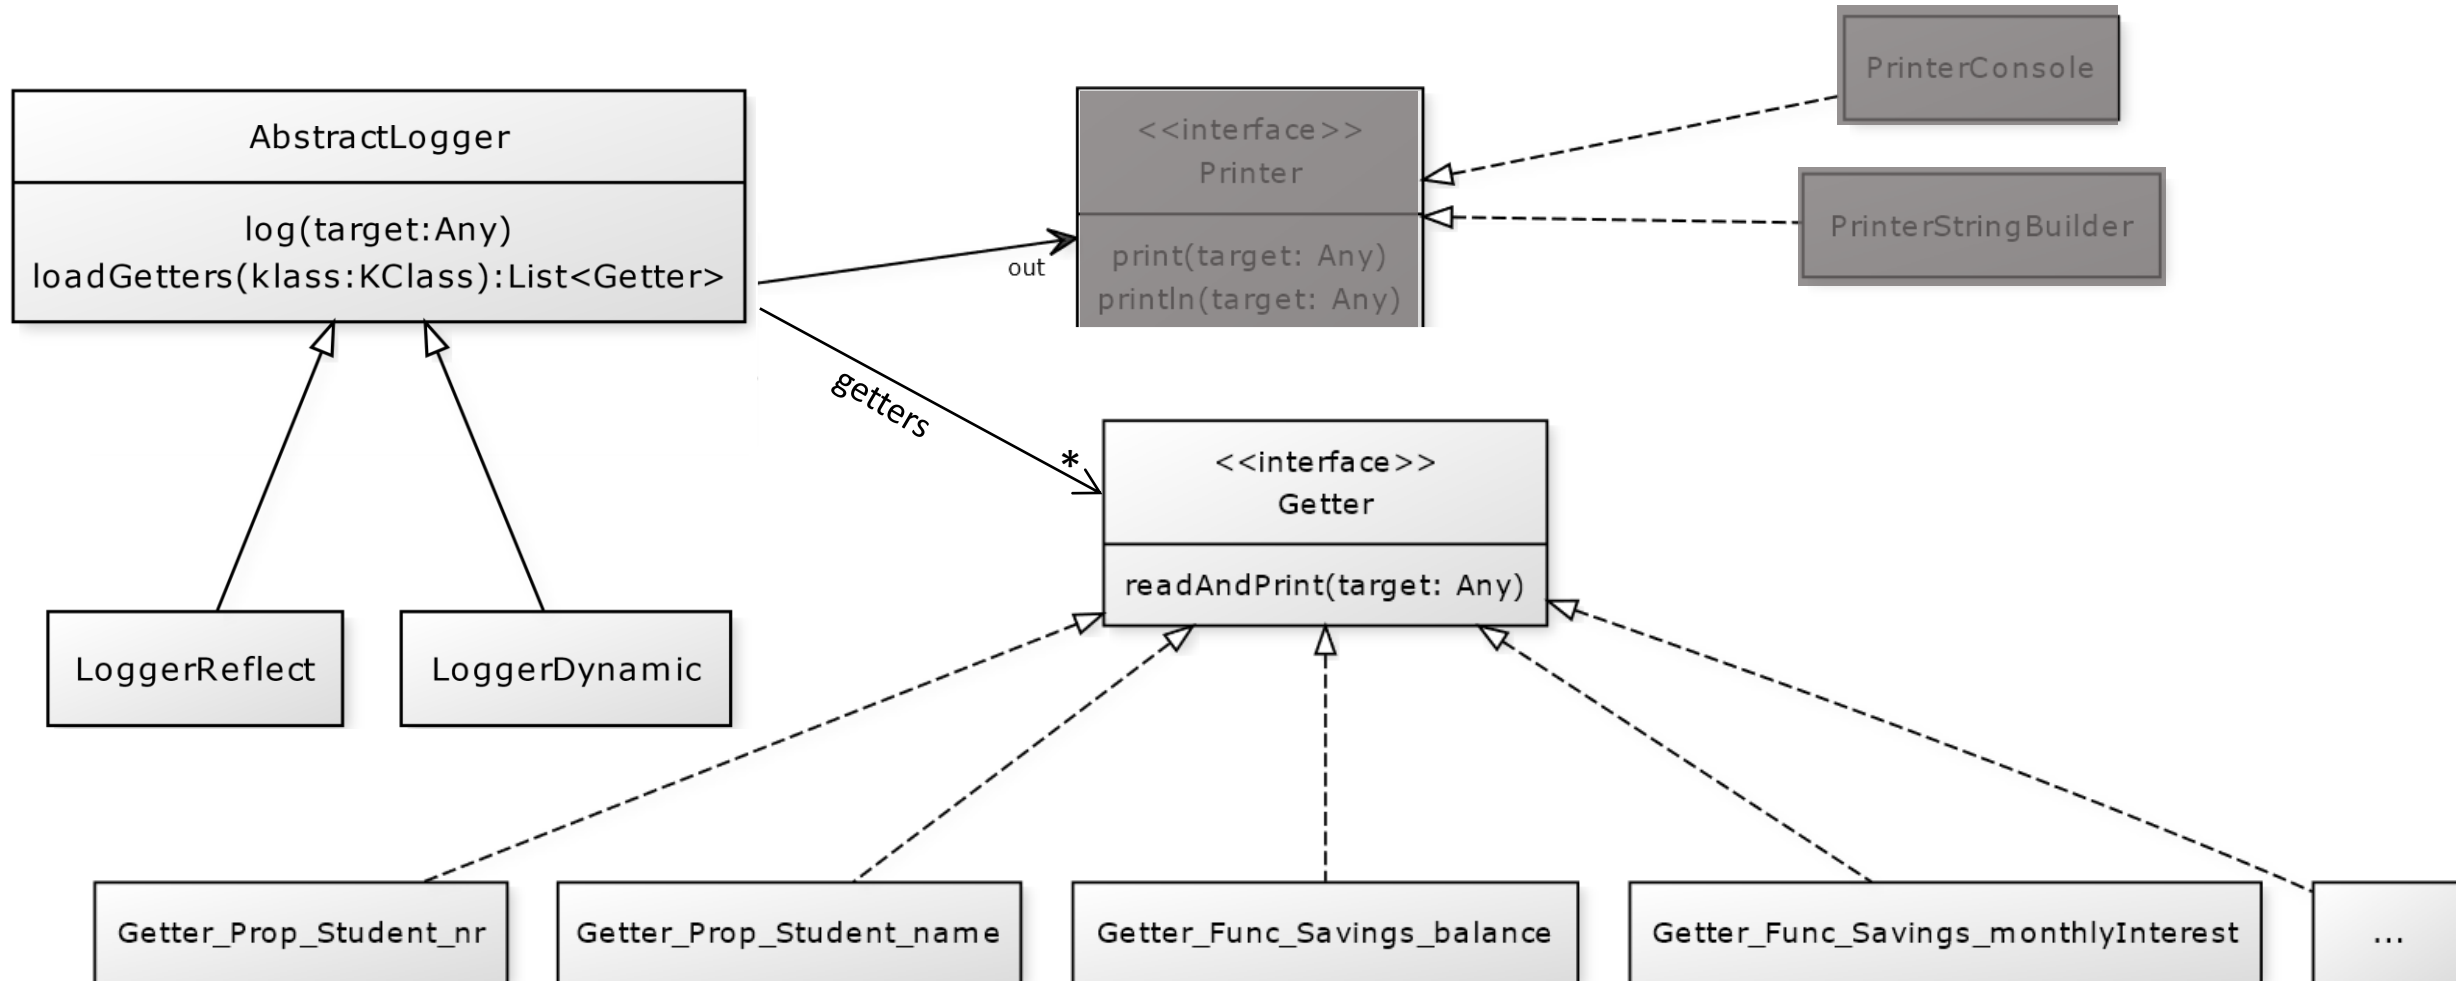 PrinterConsole
AbstractLogger
<<interface>>
Printer
log(target:Any)
loadGetters(klass:KClass):List<Getter>
out
print(target: Any)
println(target: Any)
PrinterStringBuilder
getters
*
<<interface>>
Getter
readAndPrint(target: Any)
LoggerReflect
LoggerDynamic
Getter_Prop_Student_nr
Getter_Prop_Student_name
Getter_Func_Savings_balance
Getter_Func_Savings_monthlyInterest
...